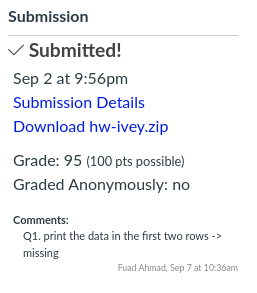 Submission
✓ Submitted!
Sep 2 at 9:56pm
Submission Details
Download hw-ivey.zip
Grade: 95 (100 pts possible)
Graded Anonymously: no
Comments:
Q1. print the data in the first two rows ->
missing
Fuad Ahmad, Sep 7 at 10:36am